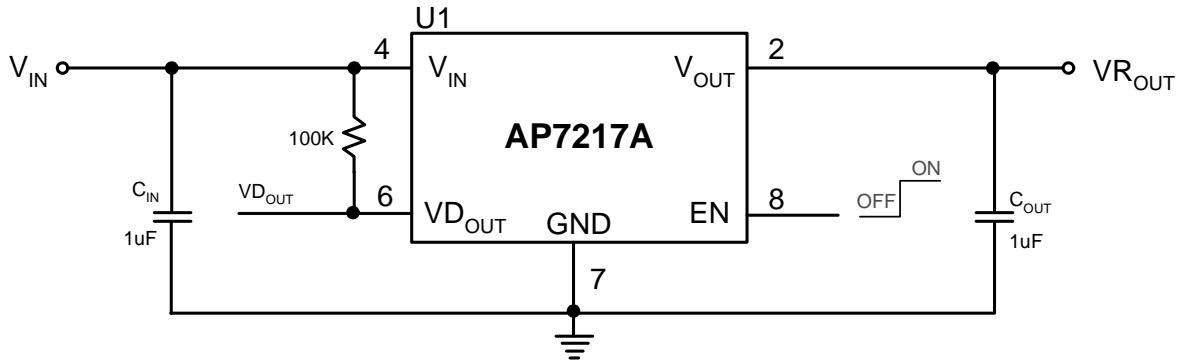 U1
V_IN
4
V_IN
V_OUT
2
VR_OUT
100K
AP7217A
ON
OFF
C_IN
1uF
VD_OUT
6
VD_OUT
GND
EN
8
C_OUT
1uF
7